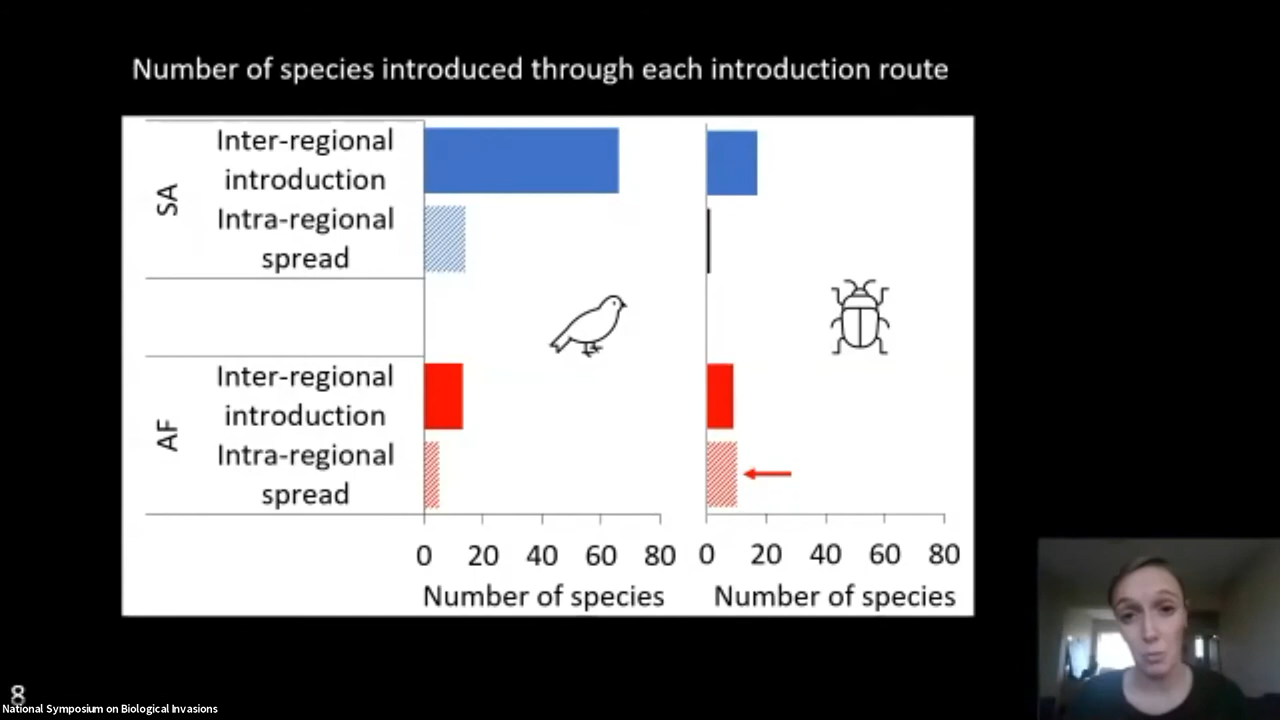 Number of species introduced through each introduction route
SA
Inter-regional
introduction
Intra-regional
spread
AF
Inter-regional
introduction
Intra-regional
spread
0 20 40 60 80
Number of species
0 20 40 60 80
Number of species
8
National Symposium on Biological Invasions